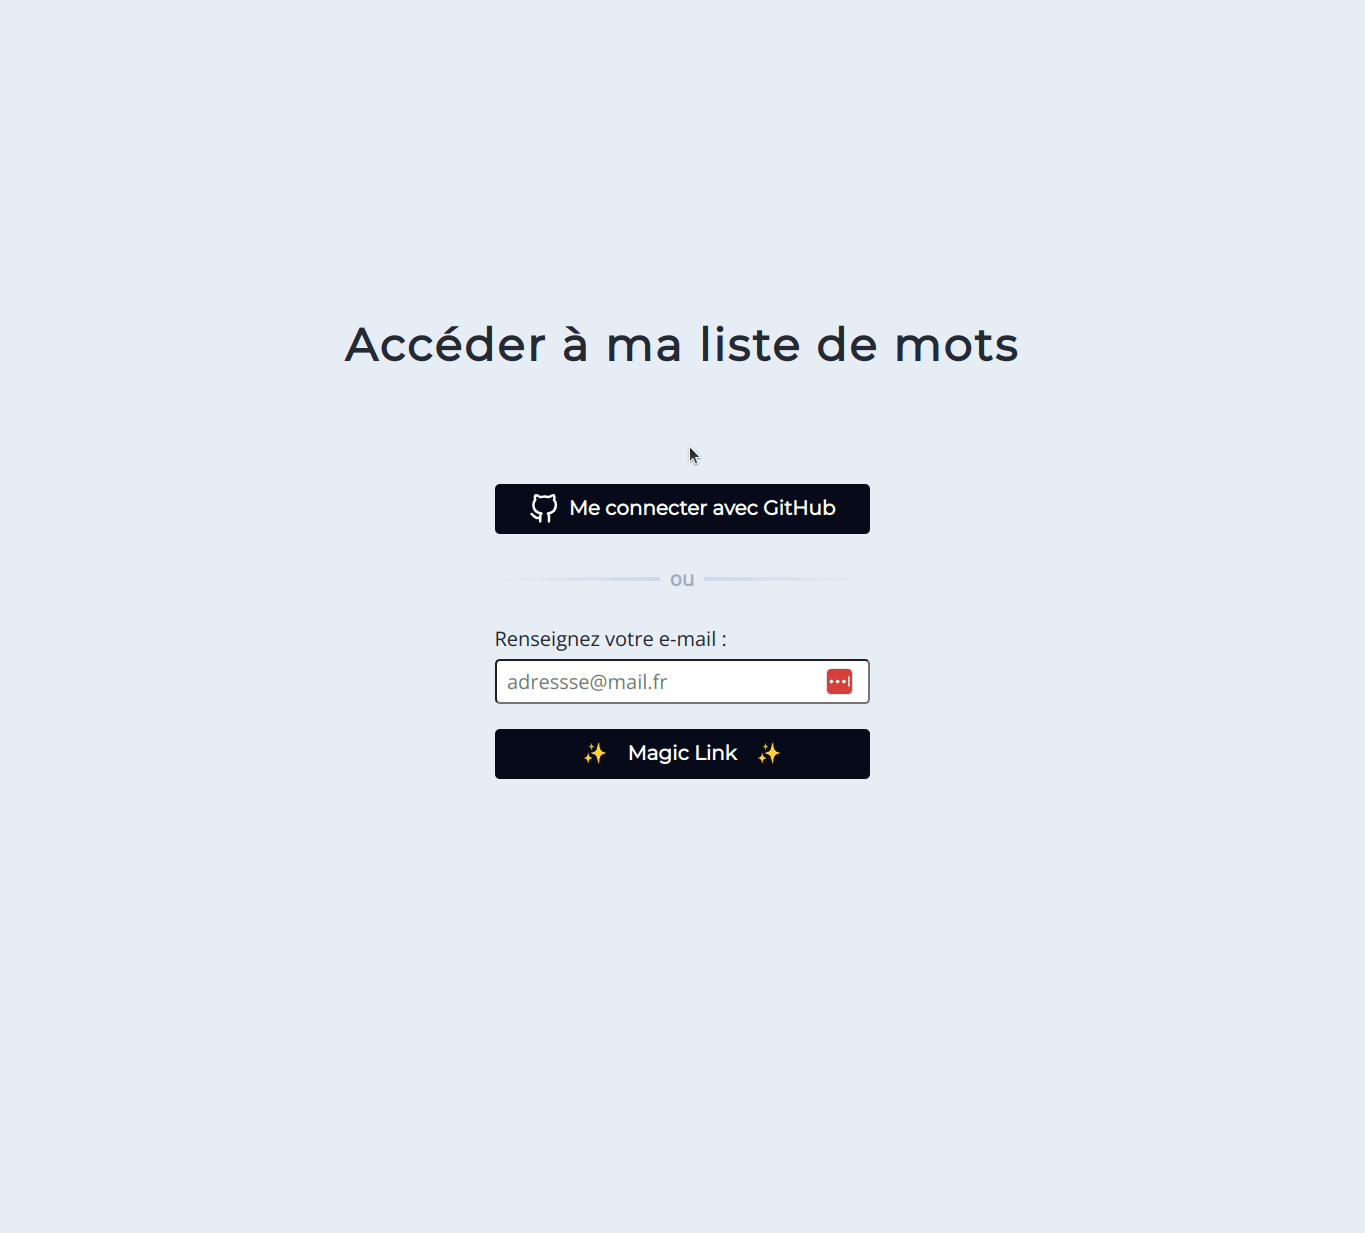 Accéder à ma liste de mots
Me connecter avec GitHub
ou
Renseignez votre e-mail :
adressse@mail.fr
✨ Magic Link ✨